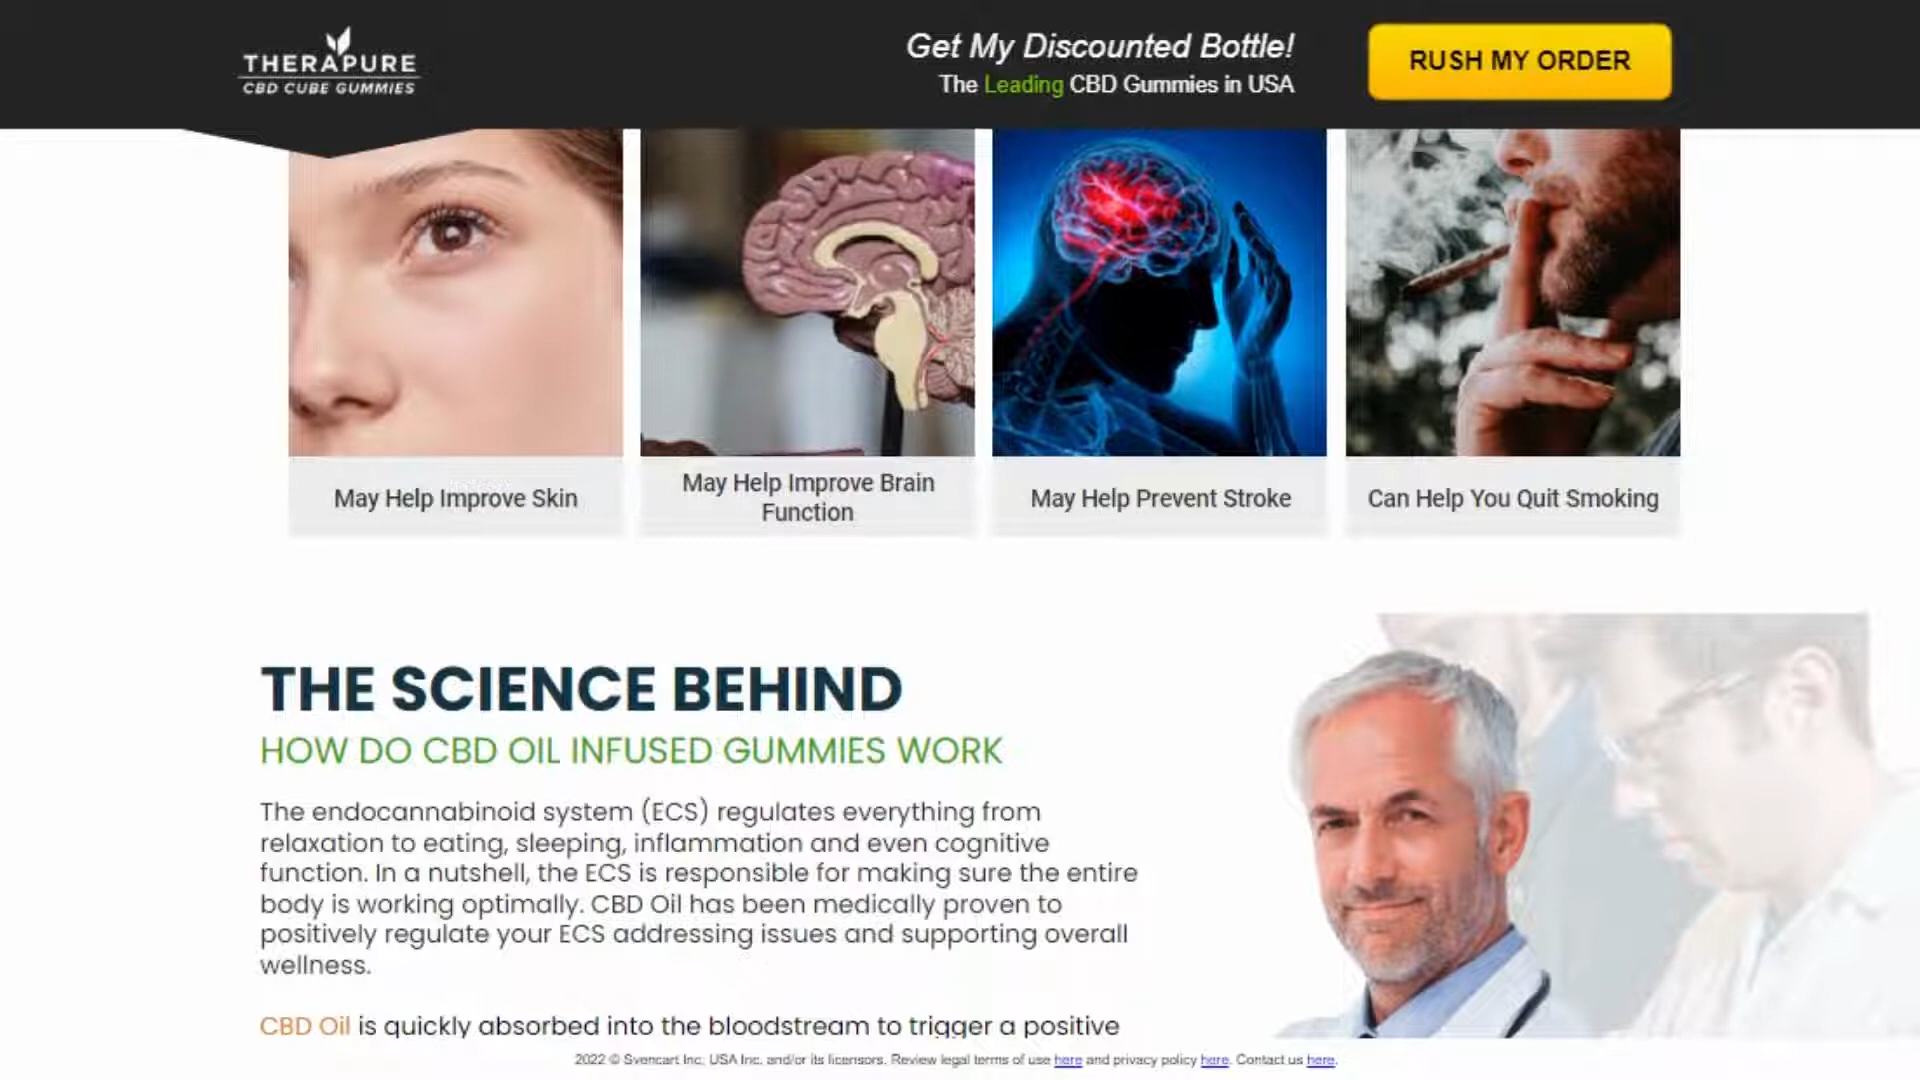 THERAPURE
CBD CUBE GUMMIES
Get My Discounted Bottle!
The Leading CBD Gummies in USA
RUSH MY ORDER
May Help Improve Skin
May Help Improve Brain
Function
May Help Prevent Stroke
Can Help You Quit Smoking
THE SCIENCE BEHIND
HOW DO CBD OIL INFUSED GUMMIES WORK
The endocannabinoid system (ECS) regulates everything from
relaxation to eating, sleeping, inflammation and even cognitive
function. In a nutshell, the ECS is responsible for making sure the entire
body is working optimally. CBD Oil has been medically proven to
positively regulate your ECS addressing issues and supporting overall
wellness.
CBD Oil is quickly absorbed into the bloodstream to trigger a positive
2022 © Svencart Inc, USA Inc. and/or its licensors. Review legal terms of use here and privacy policy here. Contact us here.